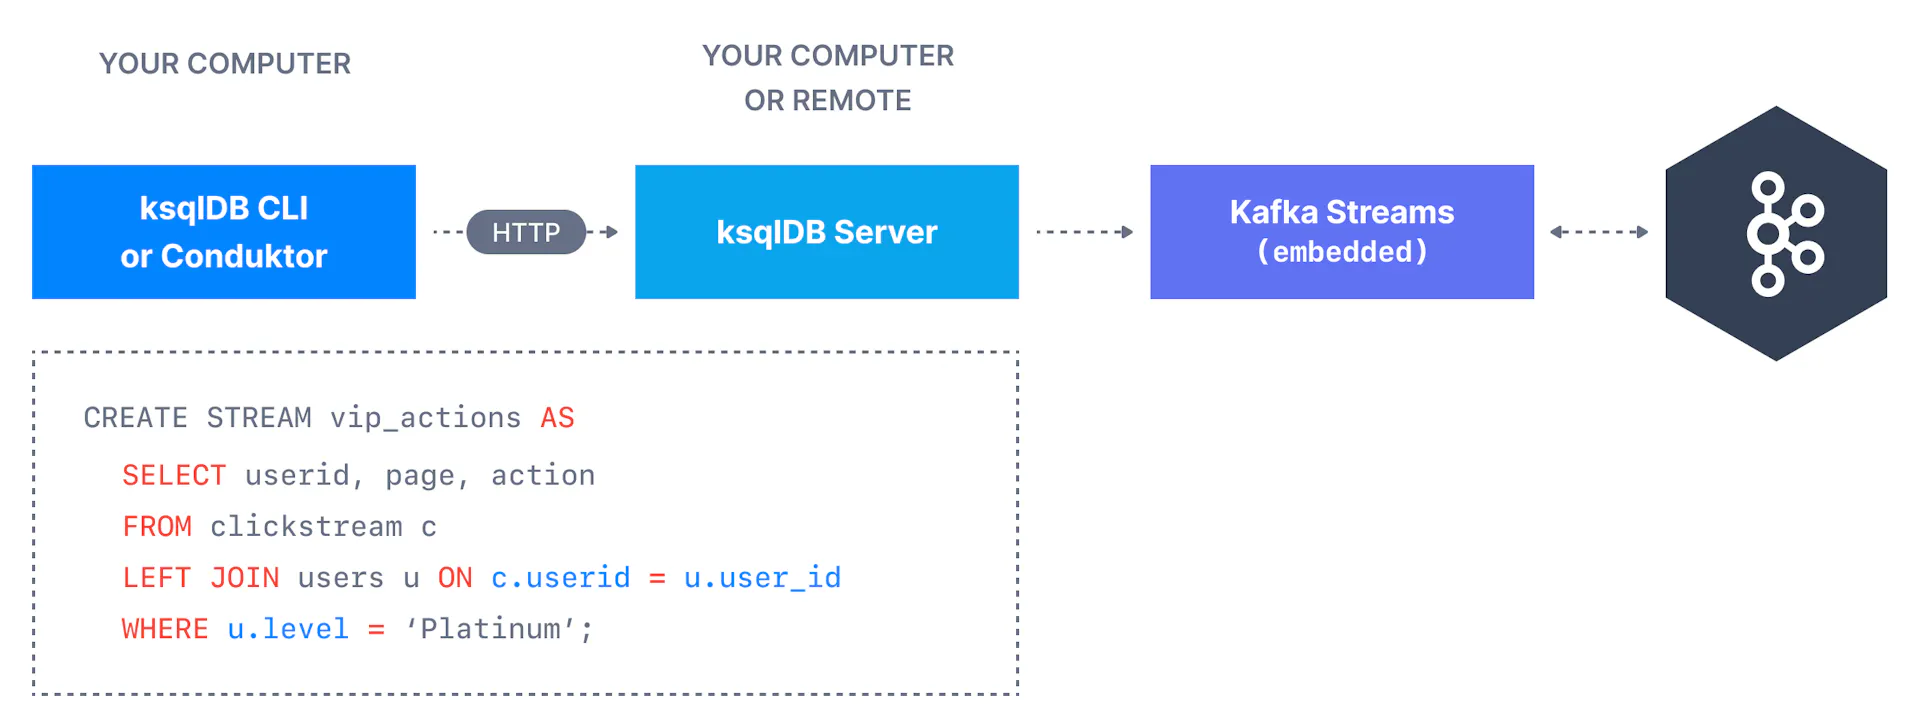 YOUR COMPUTER
YOUR COMPUTER
OR REMOTE
ksqlDB CLI
or Conduktor
HTTP
ksqlDB Server
Kafka Streams
(embedded)
CREATE STREAM vip_actions AS
SELECT userid, page, action
FROM clickstream c
LEFT JOIN users u ON c.userid = u.user_id
WHERE u.level = ‘Platinum’;